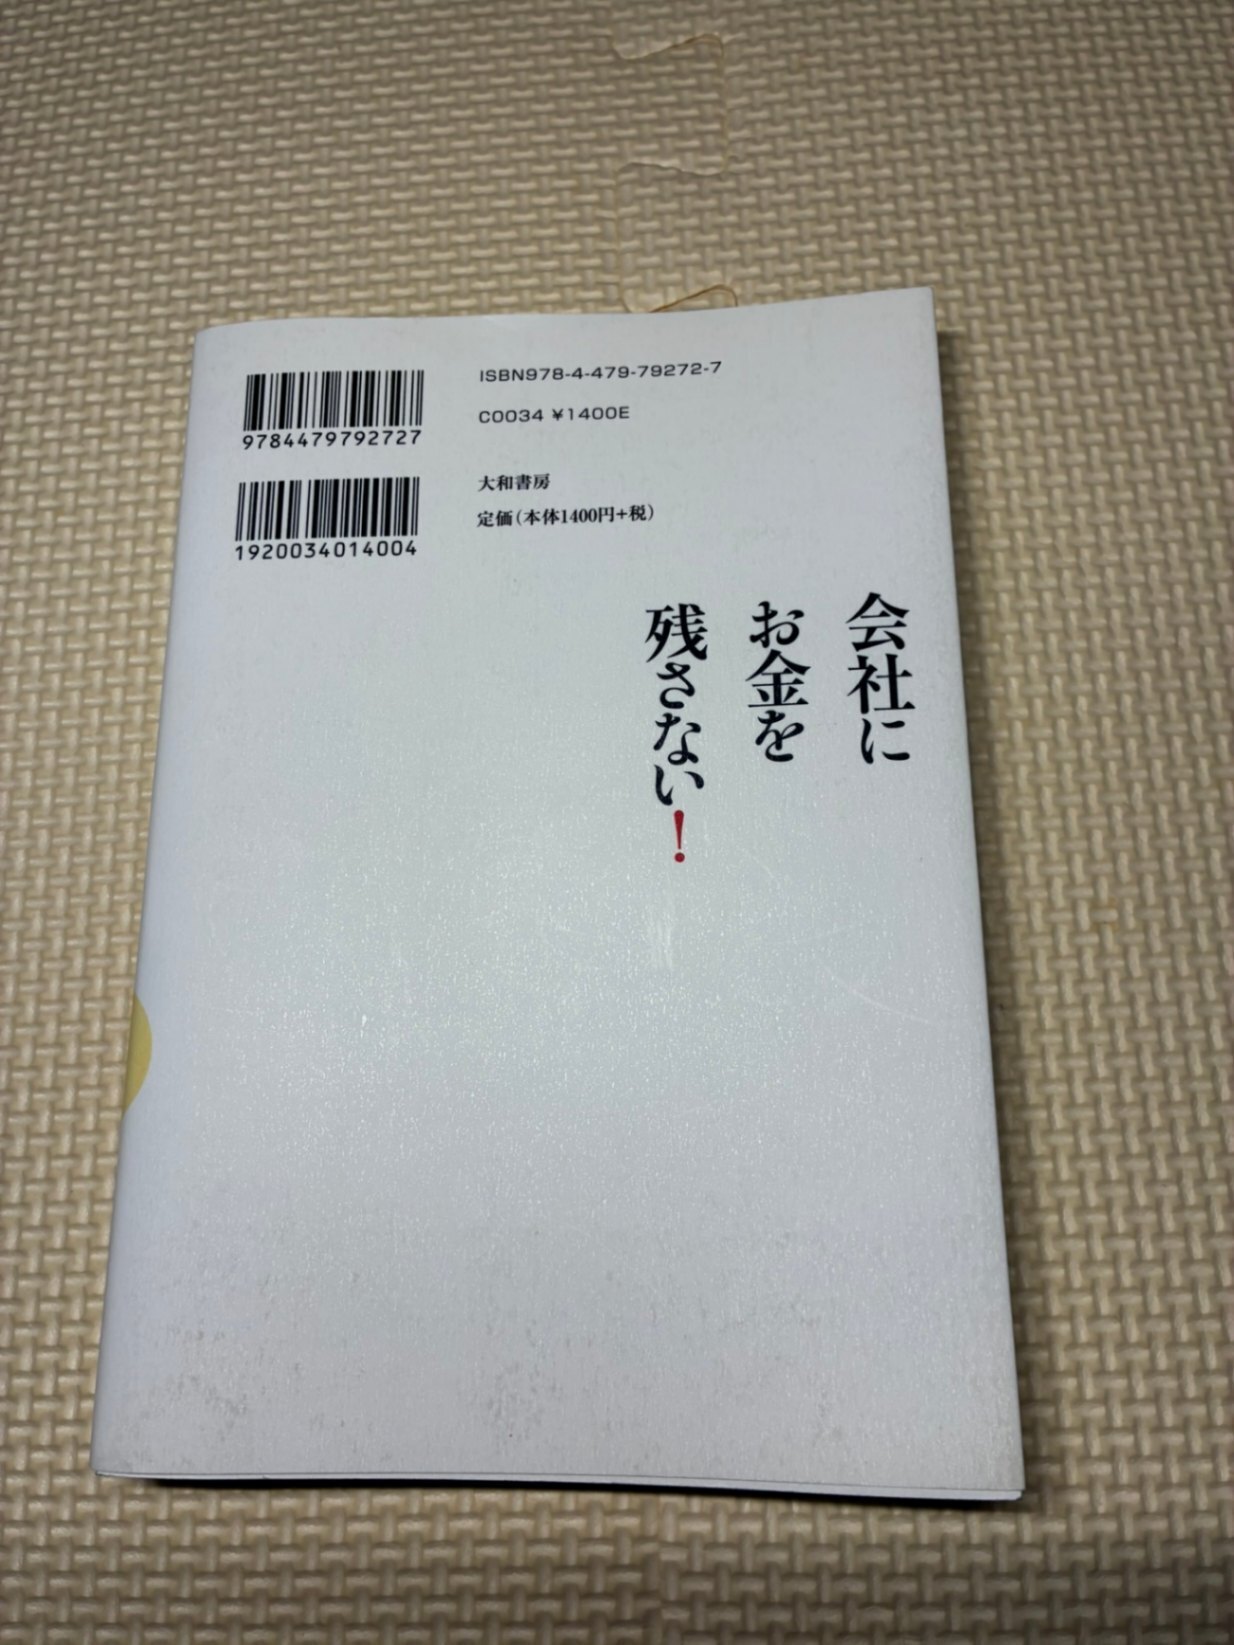 9784479792727
ISBN978-4-479-79272-7
C0034 ¥1400E
1920034014004
大和書房
定価(本体1400円+税)
会社に
お金を
残さない!